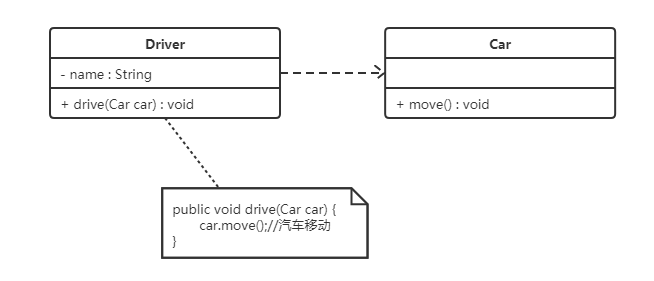 Driver
- name : String
+ drive(Car car) : void
Car
+ move() : void
public void drive(Car car) {
car.move();//汽车移动
}